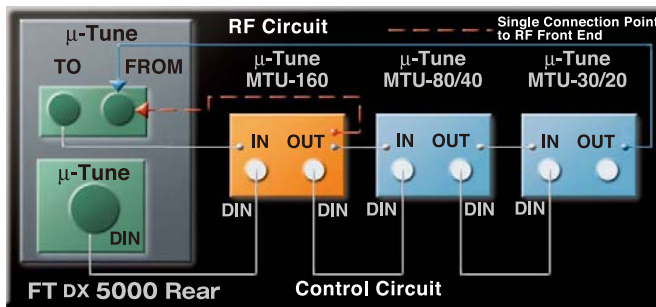 μ-Tune
TO FROM
μ-Tune
DIN
FT DX 5000 Rear
RF Circuit
Single Connection Point
to RF Front End
μ-Tune
MTU-160
μ-Tune
MTU-80/40
μ-Tune
MTU-30/20
IN OUT
IN OUT
IN OUT
DIN
DIN
DIN
DIN
DIN
Control Circuit